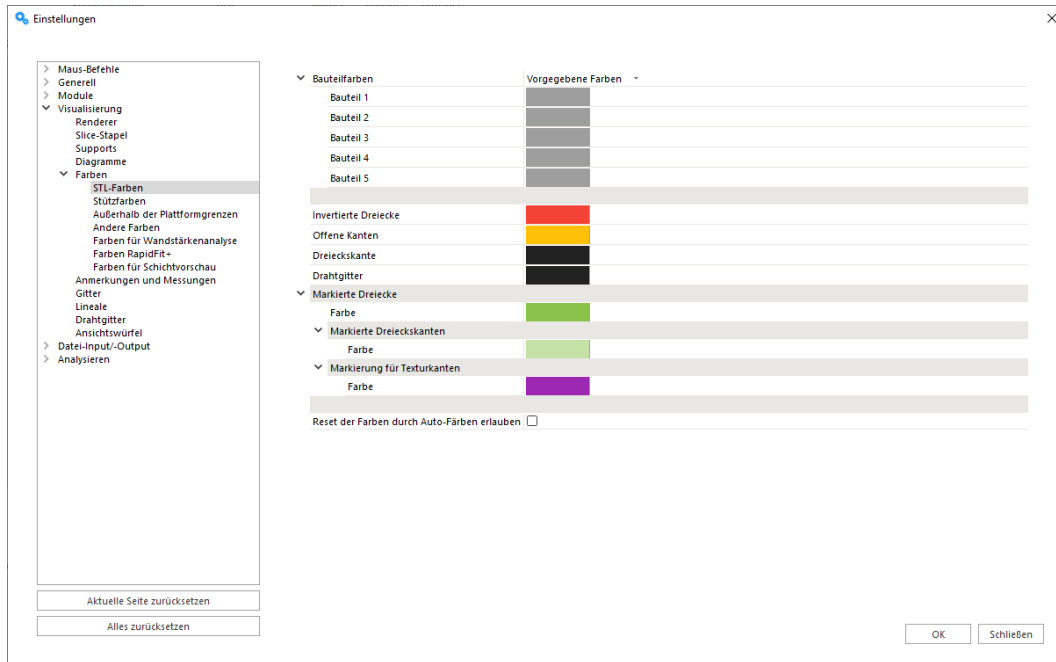 Einstellungen
Maus-Befehle
Generell
Module
Visualisierung
Renderer
Slice-Stapel
Supports
Diagramme
Farben
STL-Farben
Stützfarben
Außerhalb der Plattformgrenzen
Andere Farben
Farben für Wandstärkenanalyse
Farben RapidFit+
Farben für Schichtvorschau
Anmerkungen und Messungen
Gitter
Lineale
Drahtgitter
Ansichtswürfel
Datei-Input/-Output
Analysieren
Aktuelle Seite zurücksetzen
Alles zurücksetzen
Bauteilfarben Vorgegebene Farben
Bauteil 1
Bauteil 2
Bauteil 3
Bauteil 4
Bauteil 5
Invertierte Dreiecke
Offene Kanten
Dreieckskante
Drahtgitter
Markierte Dreiecke
Farbe
Markierte Dreieckskanten
Farbe
Markierung für Texturkanten
Farbe
Reset der Farben durch Auto-Färben erlauben
OK Schließen